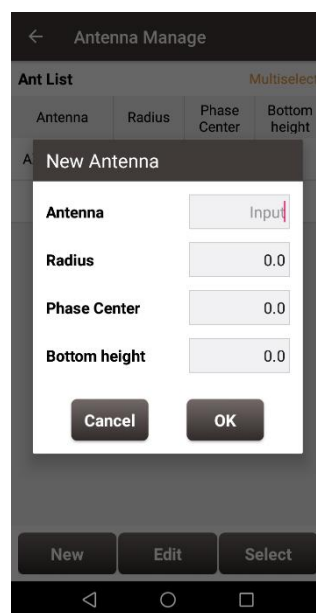 Antenna Manage
Ant List Multiselect
Antenna Radius Phase Center Bottom height
A
New Antenna
Antenna Input
Radius 0.0
Phase Center 0.0
Bottom height 0.0
Cancel OK
New Edit Select